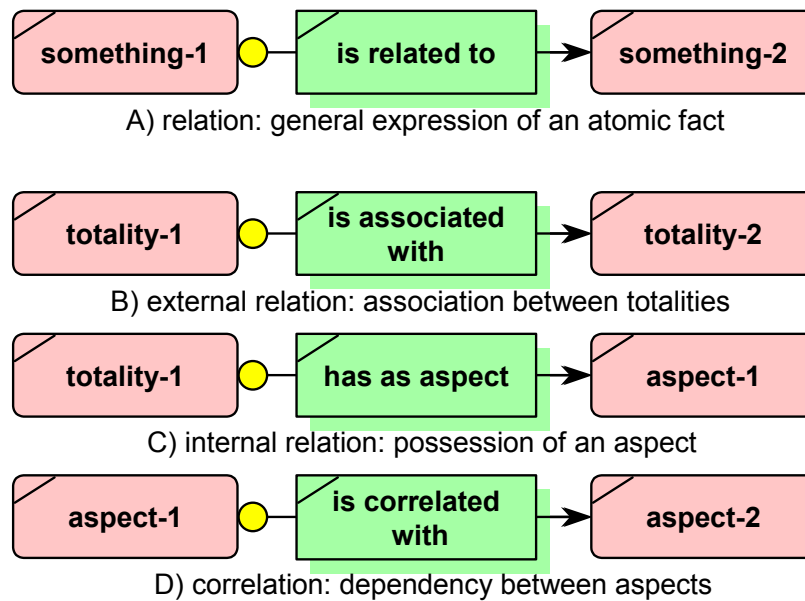 something-1 is related to something-2
A) relation: general expression of an atomic fact
totality-1 is associated with totality-2
B) external relation: association between totalities
totality-1 has as aspect aspect-1
C) internal relation: possession of an aspect
aspect-1 is correlated with aspect-2
D) correlation: dependency between aspects